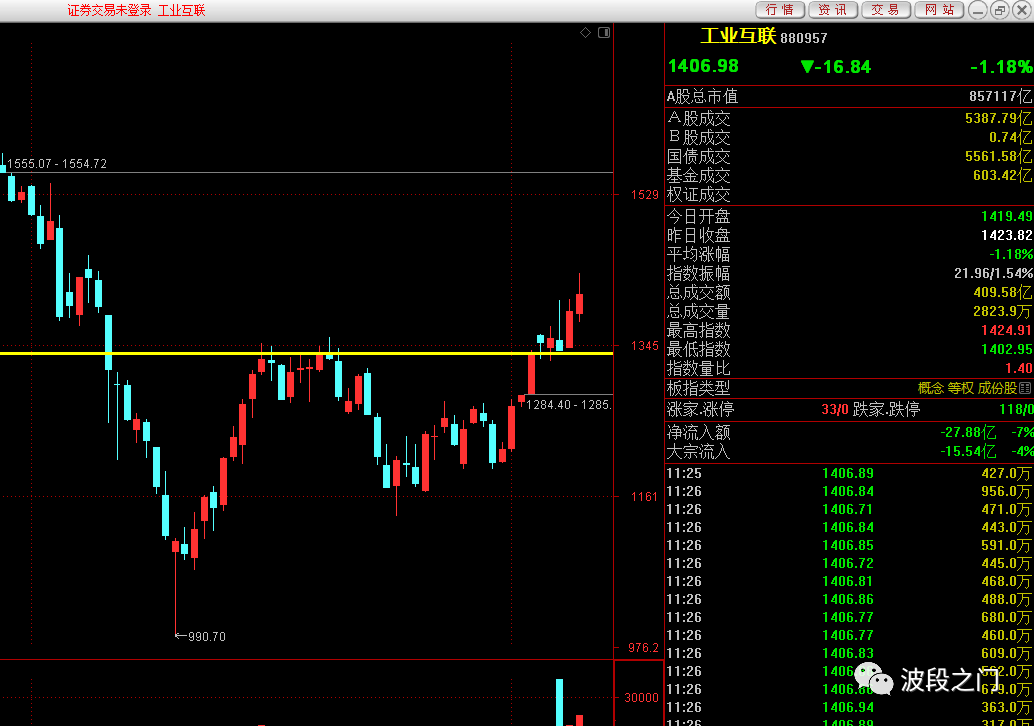 证券交易未登录 工业互联 行情 资讯 交易 网站
工业互联 880957
1406.98 ▼-16.84 -1.18%
A股总市值 857117亿
A股成交 5387.79亿
B股成交 0.74亿
国债成交 5561.58亿
基金成交 603.42亿
权证成交
今日开盘 1419.49
昨日收盘 1423.82
平均涨幅 -1.18%
指数振幅 21.96/1.54%
总成交额 409.58亿
总成交量 2823.9万
最高指数 1424.91
最低指数 1402.95
指数量比 1.40
板指类型 概念 等权 成份股
涨家.涨停 33/0 跌家.跌停 118/0
净流入额 -27.88亿 -7%
大宗流入 -15.54亿 -4%
11:25 1406.89 427.0万
11:26 1406.84 956.0万
11:26 1406.71 471.0万
11:26 1406.84 443.0万
11:26 1406.85 591.0万
11:26 1406.72 445.0万
11:26 1406.81 468.0万
11:26 1406.86 488.0万
11:26 1406.77 680.0万
11:26 1406.77 460.0万
11:26 1406.83 609.0万
11:26
11:26
11:26 1406.94 363.0万
11:26 1406.89 317.0万
1555.07 - 1554.72
1529
1345
1284.40 - 1285.
1161
←990.70
976.2
30000
波段之门